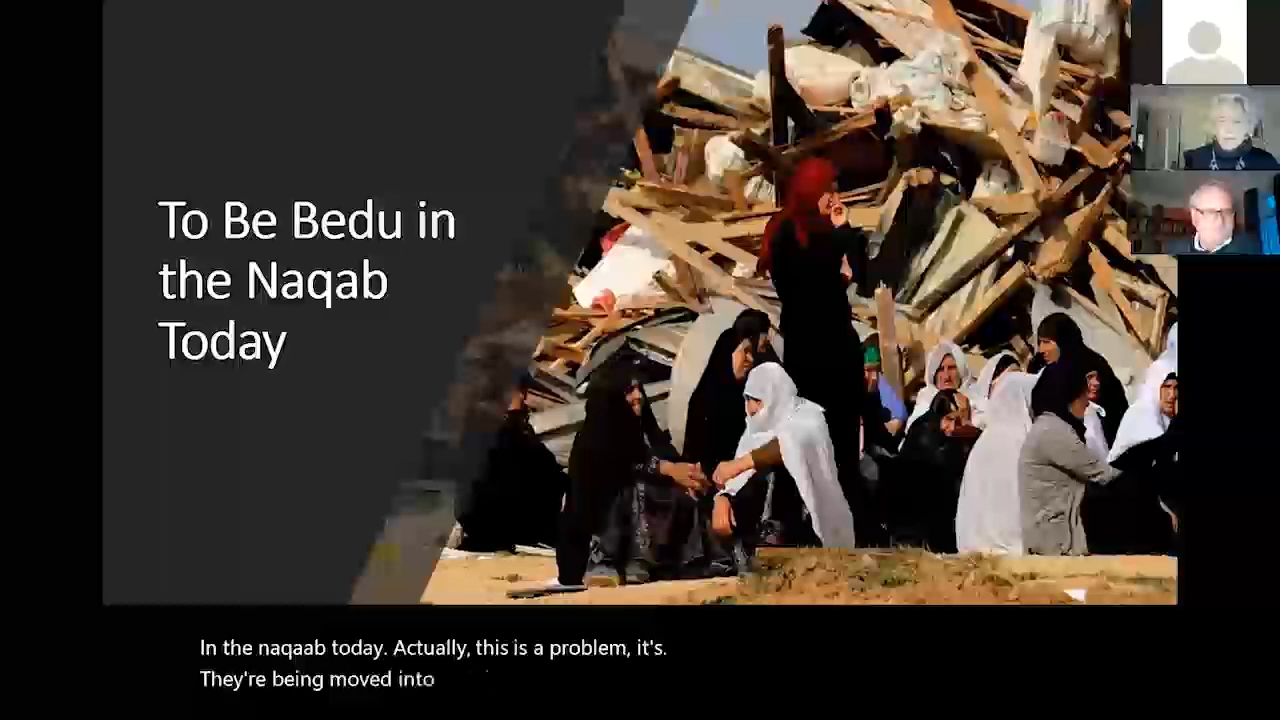 To Be Bedu in
the Naqab
Today
In the naqaab today. Actually, this is a problem, it's.
They're being moved into